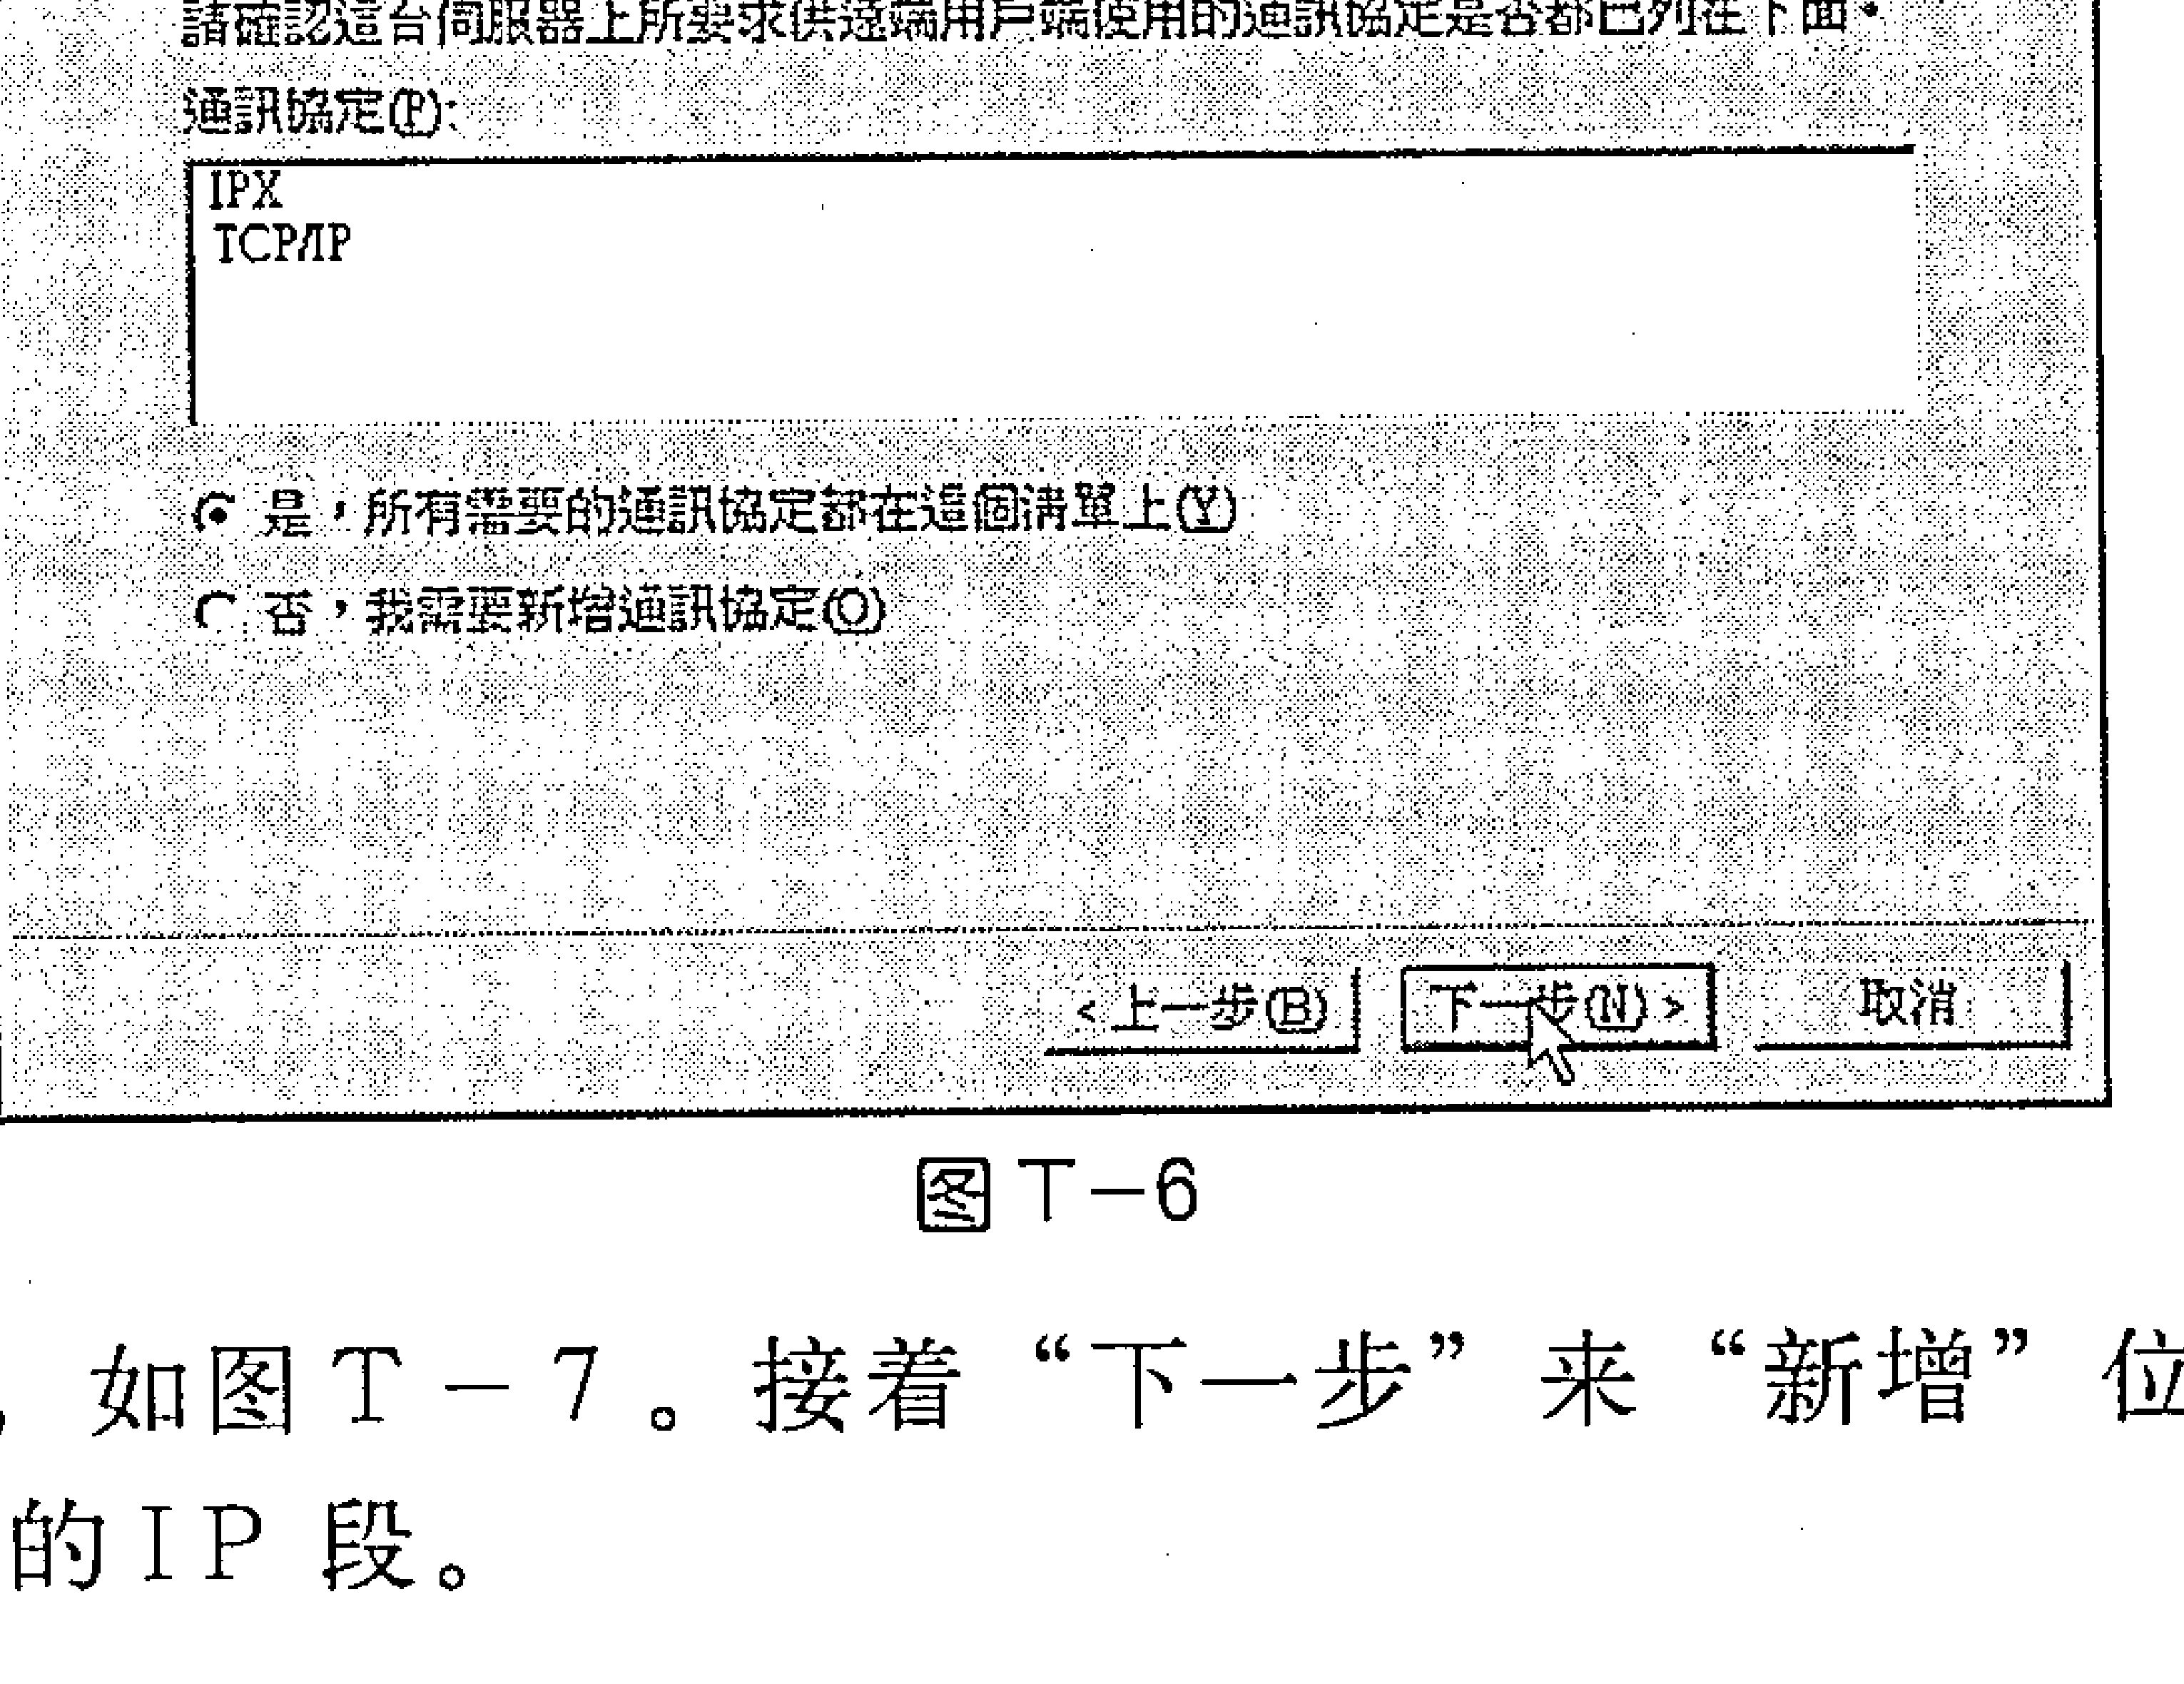 請確認這台伺服器上所要求供遠端用戶端使用的通訊協定是否都已列在下面。
通訊協定(P):
IPX
TCP/IP
是，所有需要的通訊協定都在這個清單上(Y)
否，我需要新增通訊協定(O)
<上一步(B) 下一步(N)> 取消
图T－6
，如图T－7。接着“下一步”来“新增”位
的IP段。